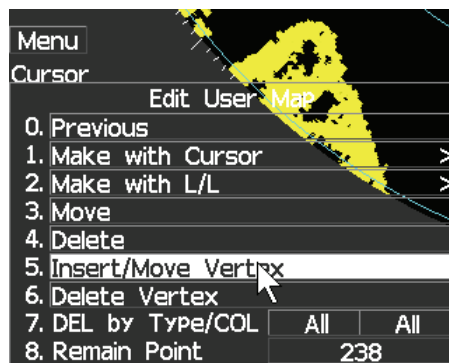 Menu
Cursor
Edit User Map
0. Previous
1. Make with Cursor >
2. Make with L/L >
3. Move
4. Delete
5. Insert/Move Vertex
6. Delete Vertex
7. DEL by Type/COL All All
8. Remain Point 238